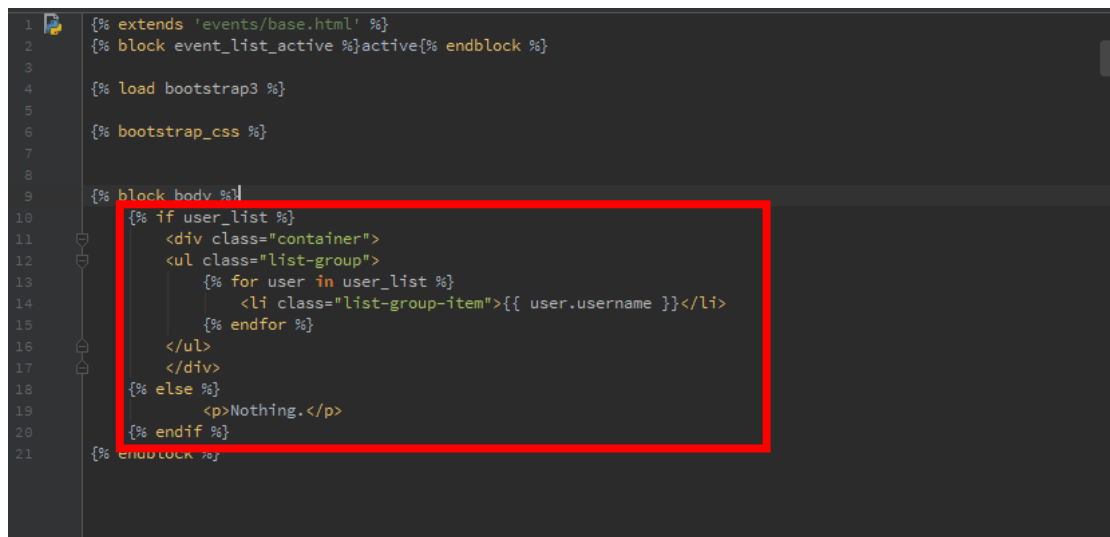 1 {% extends 'events/base.html' %}
2 {% block event_list_active %}active{% endblock %}
3
4 {% load bootstrap3 %}
5
6 {% bootstrap_css %}
7
8
9 {% block body %}
10 {% if user_list %}
11 <div class="container">
12 <ul class="list-group">
13 {% for user in user_list %}
14 <li class="list-group-item">{{ user.username }}</li>
15 {% endfor %}
16 </ul>
17 </div>
18 {% else %}
19 <p>Nothing.</p>
20 {% endif %}
21 {% endblock %}